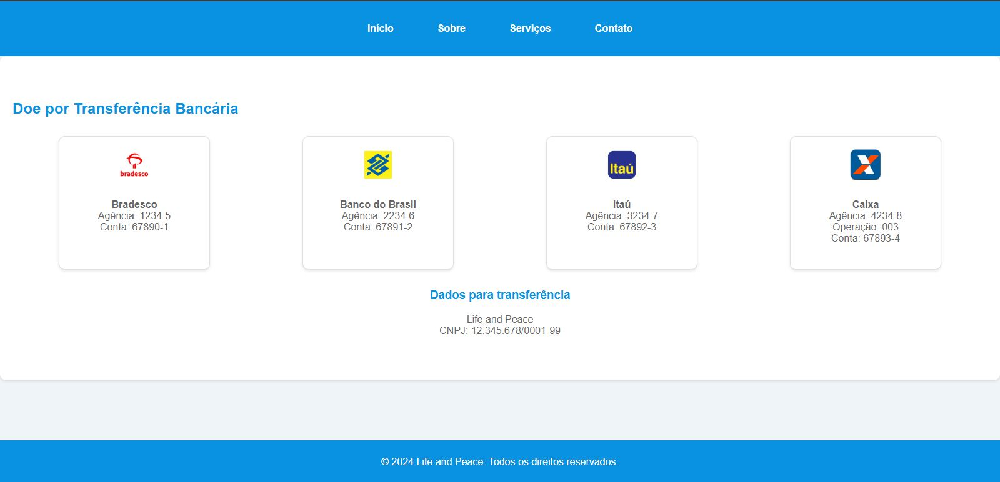 Início
Sobre
Serviços
Contato
Doe por Transferência Bancária
bradesco
Bradesco
Agência: 1234-5
Conta: 67890-1
Banco do Brasil
Agência: 2234-6
Conta: 67891-2
Itaú
Itaú
Agência: 3234-7
Conta: 67892-3
Caixa
Agência: 4234-8
Operação: 003
Conta: 67893-4
Dados para transferência
Life and Peace
CNPJ: 12.345.678/0001-99
© 2024 Life and Peace. Todos os direitos reservados.